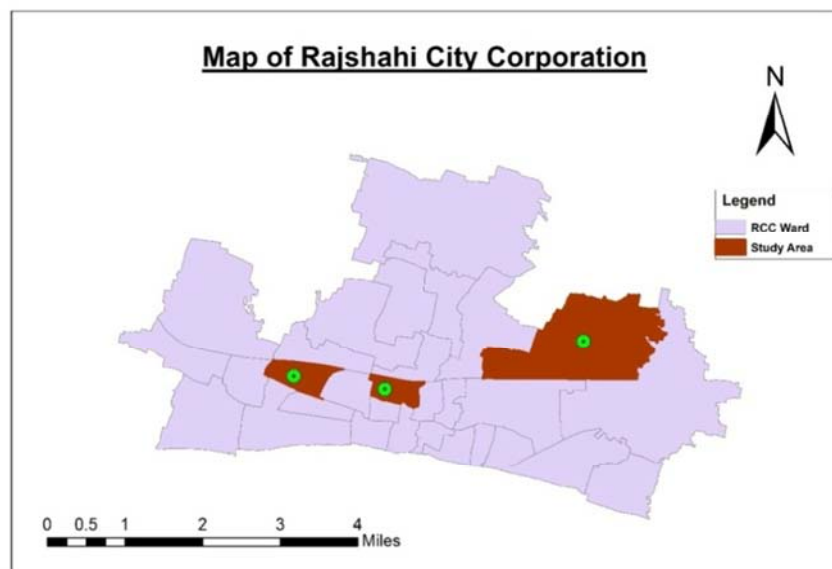 Map of Rajshahi City Corporation
N
Legend
RCC Ward
Study Area
0 0.5 1 2 3 4
Miles